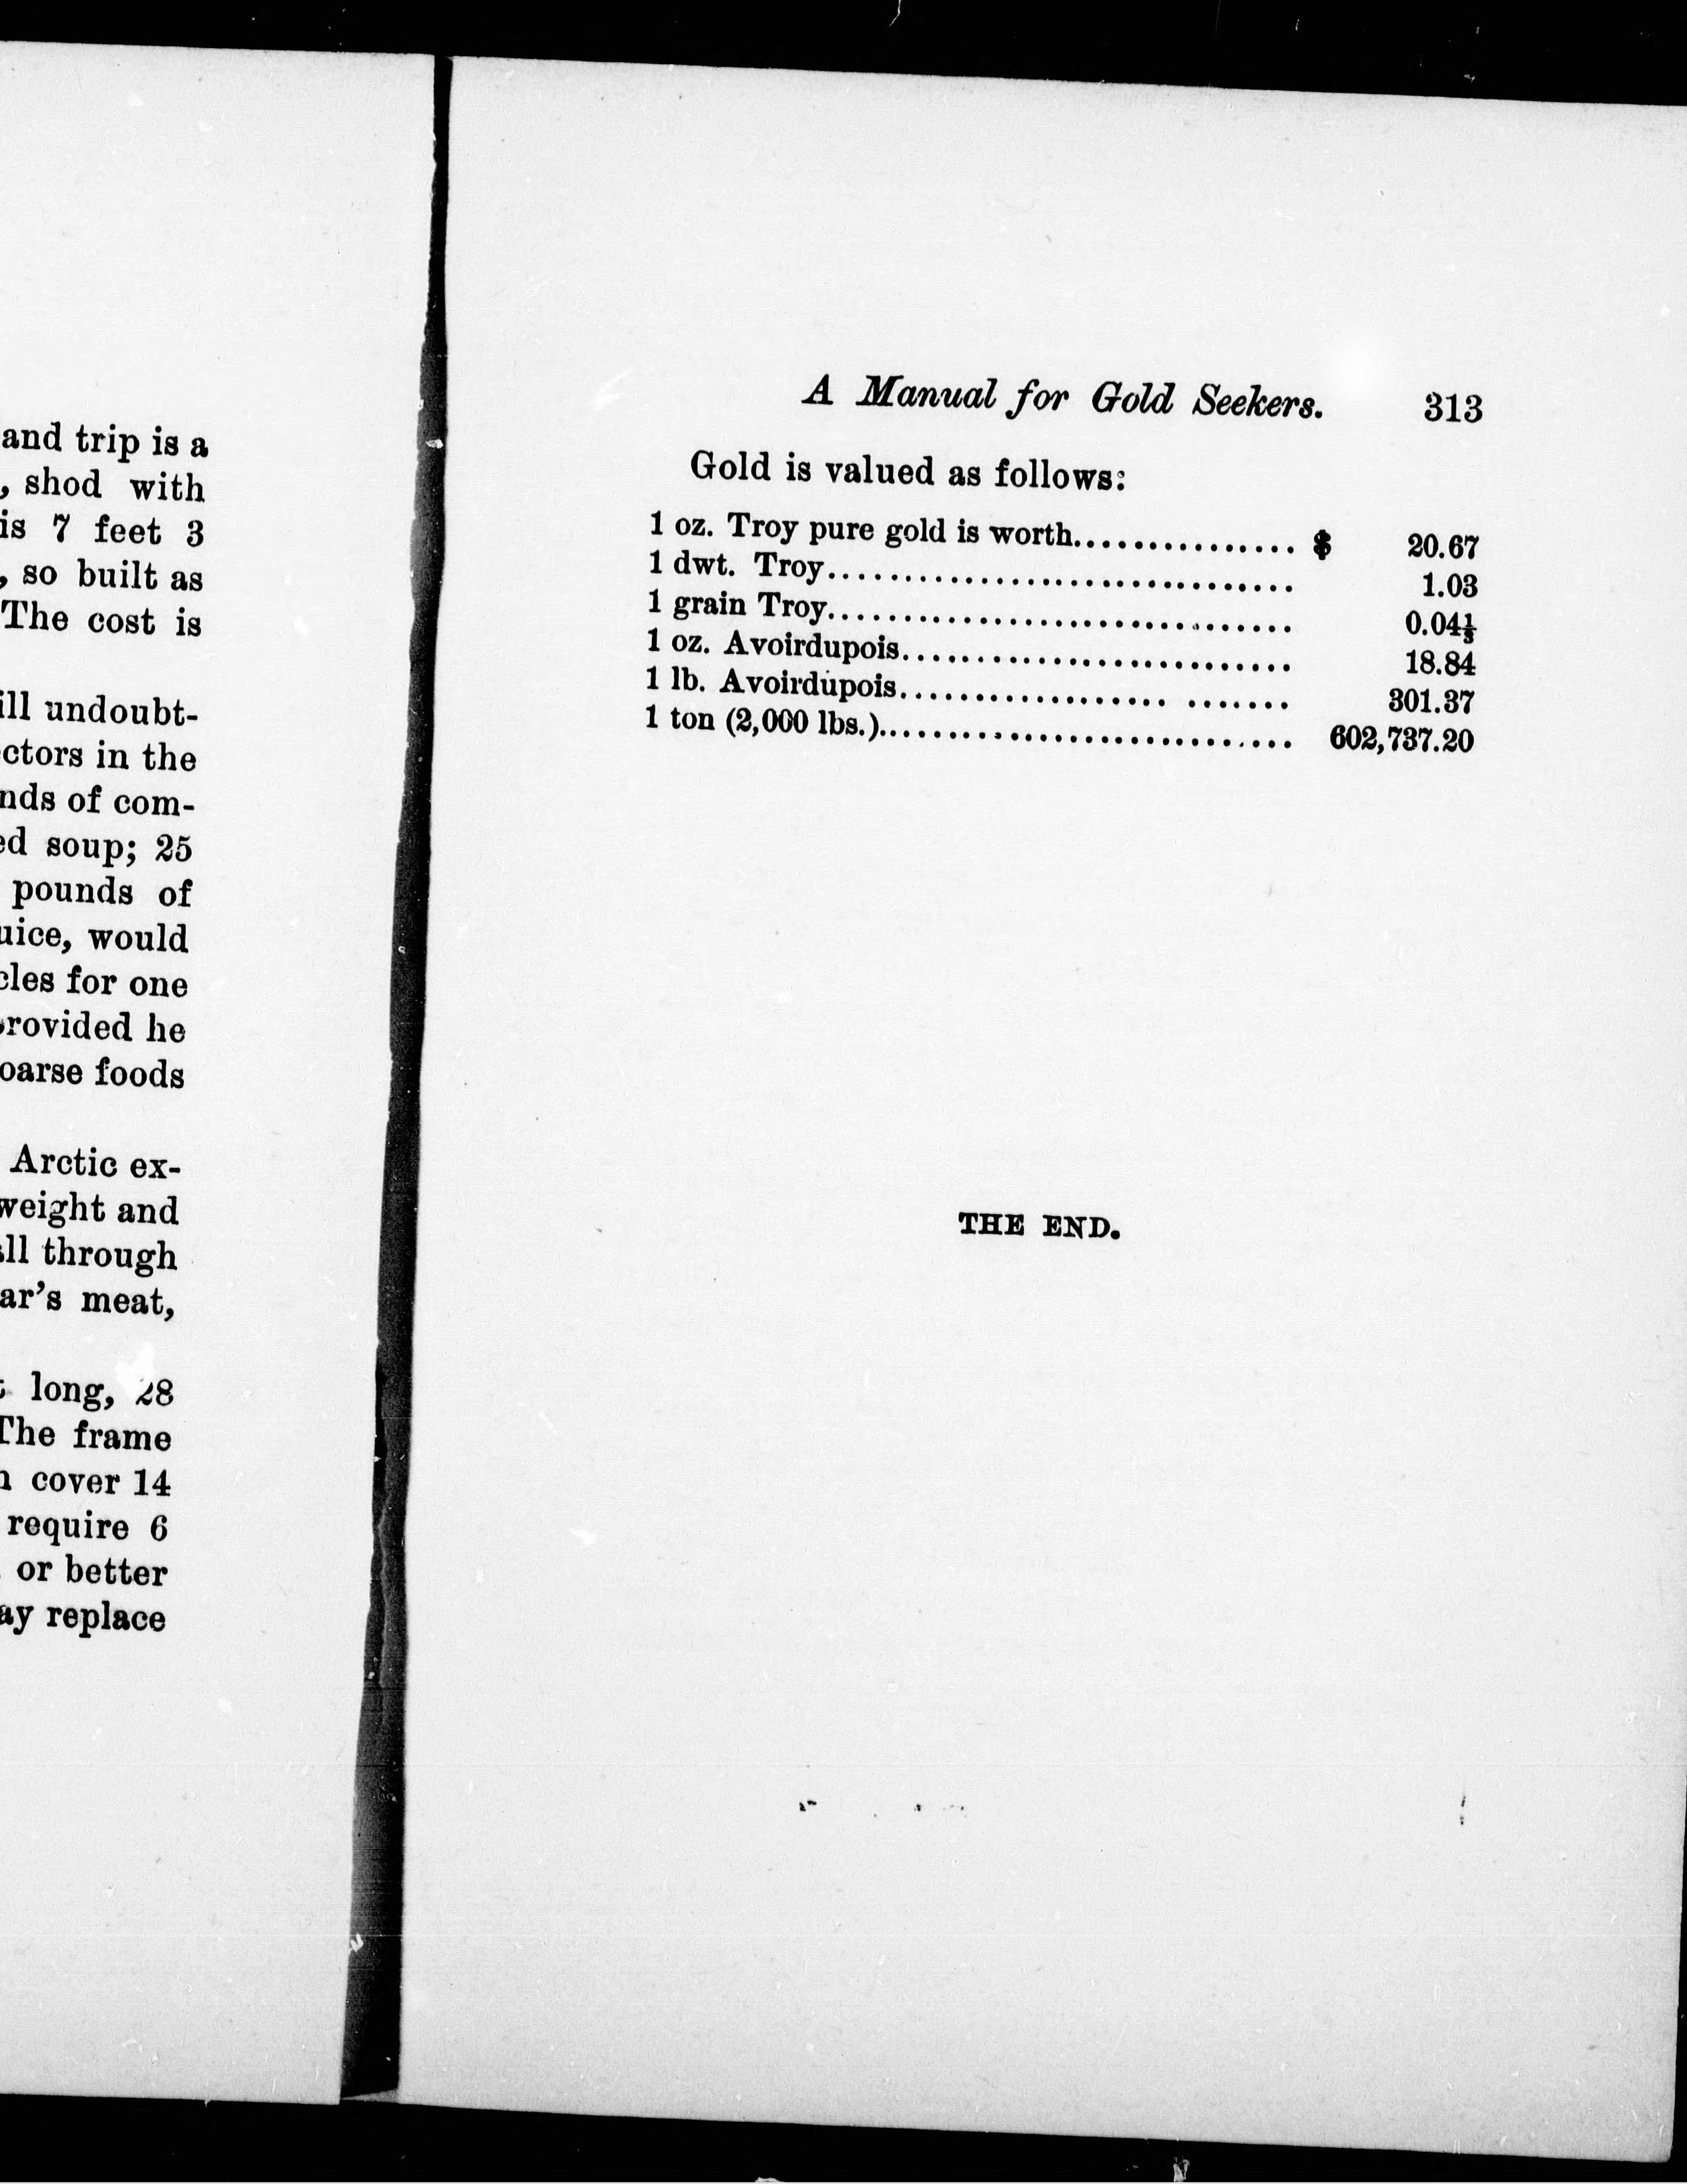 and trip is a
, shod with
is 7 feet 3
, so built as
The cost is
ill undoubt-
ctors in the
nds of com-
ed soup; 25
pounds of
uice, would
cles for one
rovided he
oarse foods
Arctic ex-
weight and
all through
ar's meat,
long, 28
The frame
cover 14
require 6
or better
ay replace
A Manual for Gold Seekers. 313
Gold is valued as follows:
1 oz. Troy pure gold is worth............... $ 20.67
1 dwt. Troy................................ 1.03
1 grain Troy............................... 0.04⅓
1 oz. Avoirdupois.......................... 18.84
1 lb. Avoirdupois.................. ....... 301.37
1 ton (2,000 lbs.)........................... 602,737.20
THE END.